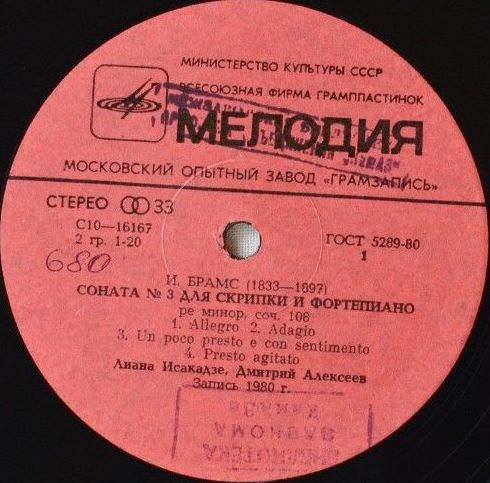 МИНИСТЕРСТВО КУЛЬТУРЫ СССР
ВСЕСОЮЗНАЯ ФИРМА ГРАМПЛАСТИНОК
МЕЛОДИЯ
МОСКОВСКИЙ ОПЫТНЫЙ ЗАВОД «ГРАМЗАПИСЬ»
СТЕРЕО 33
С10—16167
2 гр. 1-20
ГОСТ 5289-80
1
680
И. БРАМС (1833—1897)
СОНАТА № 3 ДЛЯ СКРИПКИ И ФОРТЕПИАНО
ре минор, соч. 108
1. Allegro 2. Adagio
3. Un poco presto e con sentimento
4. Presto agitato
Лиана Исакадзе, Дмитрий Алексеев
Запись 1980 г.
БИБЛИОТЕКА